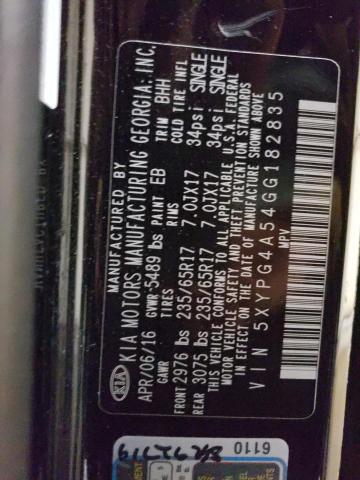 MANUFACTURED BY
KIA KIA MOTORS MANUFACTURING GEORGIA, INC.
APR/06/16 GVWR 5489 lbs PAINT EB TRIM BHH
GAWR TIRES RIMS COLD TIRE INFL
FRONT 2976 lbs 235/65R17 7.0JX17 34psi SINGLE
REAR 3075 lbs 235/65R17 7.0JX17 34psi SINGLE
THIS VEHICLE CONFORMS TO ALL APPLICABLE U.S.A. FEDERAL
MOTOR VEHICLE SAFETY AND THEFT PREVENTION STANDARDS
IN EFFECT ON THE DATE OF MANUFACTURE SHOWN ABOVE
VIN 5XYPG4A54GG182835
MPV
6110